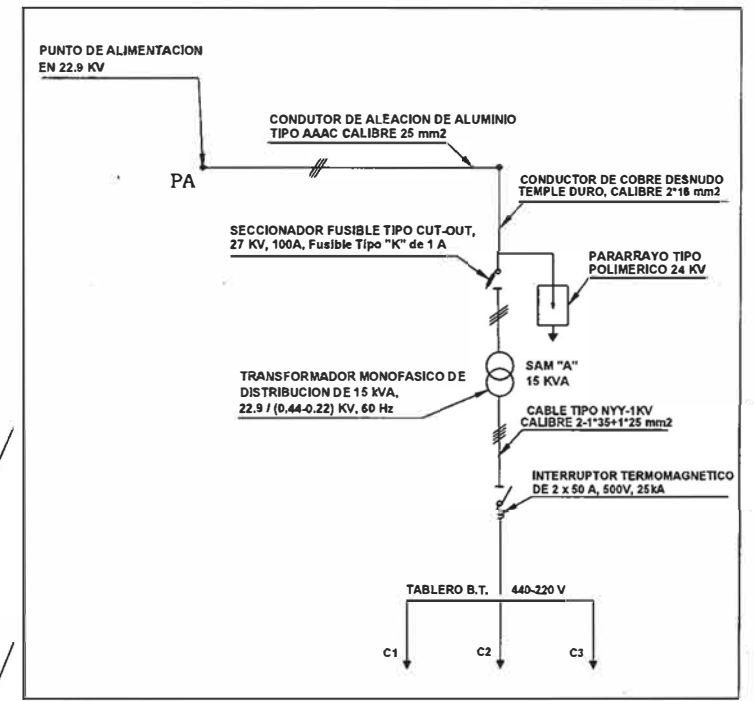 PUNTO DE ALIMENTACION
EN 22.9 KV
CONDUTOR DE ALEACION DE ALUMINIO
TIPO AAAC CALIBRE 25 mm2
PA
CONDUCTOR DE COBRE DESNUDO
TEMPLE DURO, CALIBRE 2*16 mm2
SECCIONADOR FUSIBLE TIPO CUT-OUT,
27 KV, 100A, Fusible Tipo "K" de 1 A
PARARRAYO TIPO
POLIMERICO 24 KV
SAM "A"
15 KVA
TRANSFORMADOR MONOFASICO DE
DISTRIBUCION DE 15 kVA,
22.9 / (0,44-0.22) KV, 60 Hz
CABLE TIPO NYY-1KV
CALIBRE 2-1*35+1*25 mm2
INTERRUPTOR TERMOMAGNETICO
DE 2 x 50 A, 500V, 25kA
TABLERO B.T. 440-220 V
C1 C2 C3